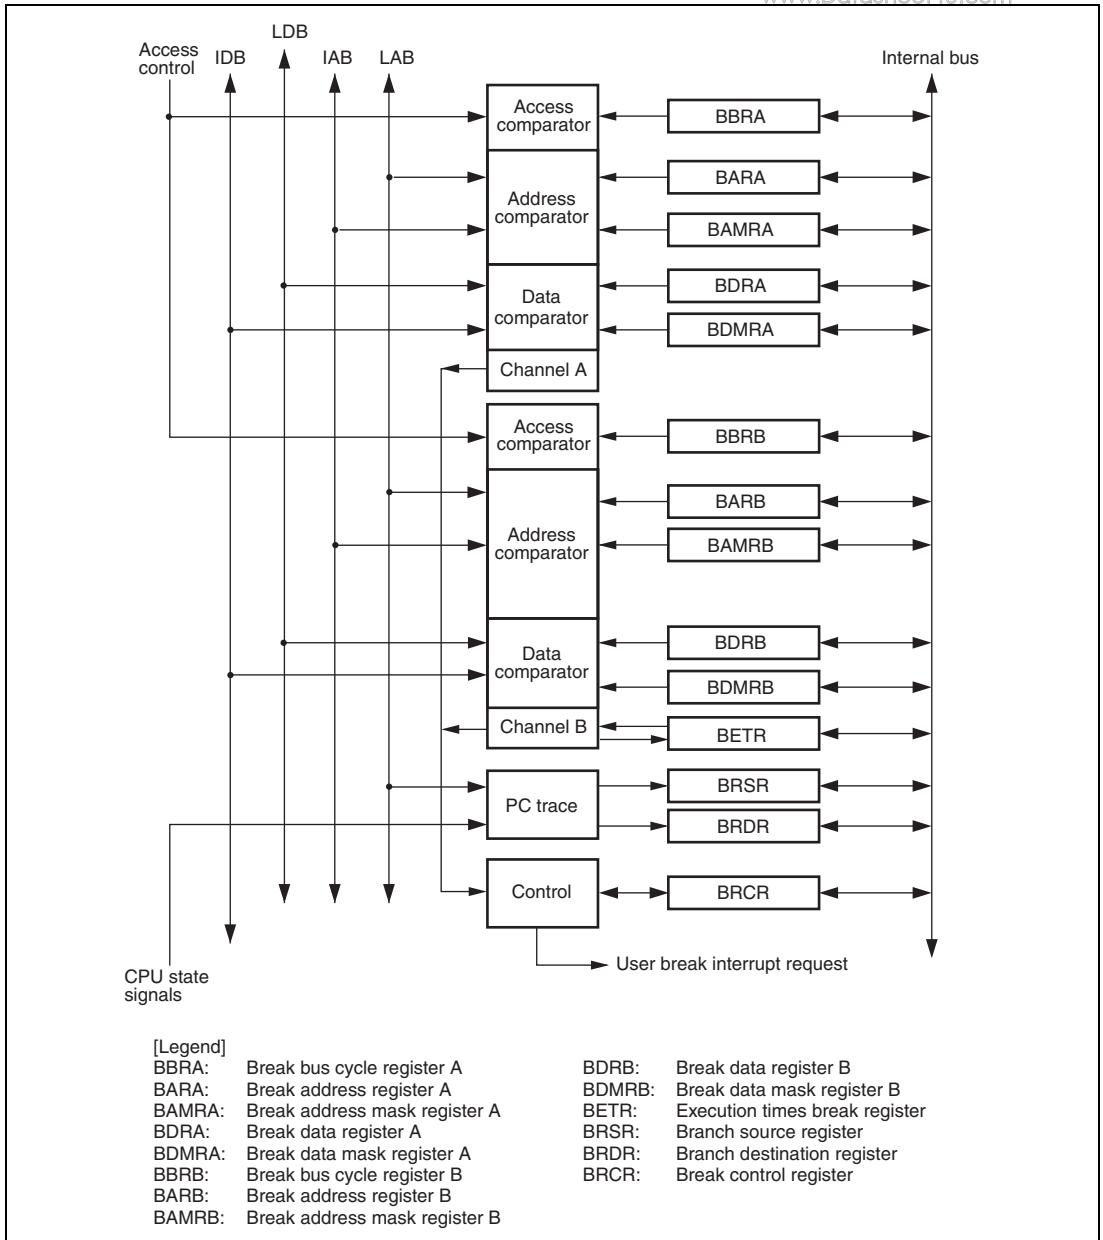 Access
control
IDB
LDB
IAB
LAB
Internal bus
Access
comparator
BBRA
Address
comparator
BARA
BAMRA
Data
comparator
BDRA
BDMRA
Channel A
Access
comparator
BBRB
Address
comparator
BARB
BAMRB
Data
comparator
BDRB
BDMRB
Channel B
BETR
PC trace
BRSR
BRDR
Control
BRCR
User break interrupt request
CPU state
signals
[Legend]
BBRA: Break bus cycle register A
BARA: Break address register A
BAMRA: Break address mask register A
BDRA: Break data register A
BDMRA: Break data mask register A
BBRB: Break bus cycle register B
BARB: Break address register B
BAMRB: Break address mask register B
BDRB: Break data register B
BDMRB: Break data mask register B
BETR: Execution times break register
BRSR: Branch source register
BRDR: Branch destination register
BRCR: Break control register